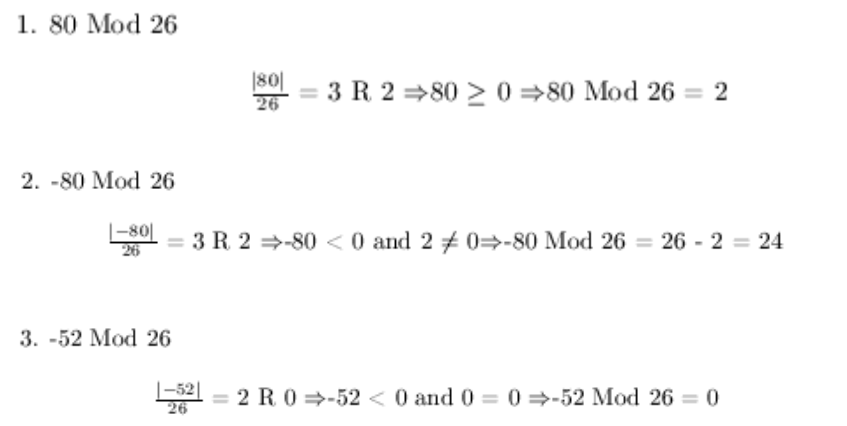 1. 80 Mod 26
|80|/26 = 3 R 2 ⇒80 ≥ 0 ⇒80 Mod 26 = 2
2. -80 Mod 26
|−80|/26 = 3 R 2 ⇒-80 < 0 and 2 ≠ 0⇒-80 Mod 26 = 26 - 2 = 24
3. -52 Mod 26
|−52|/26 = 2 R 0 ⇒-52 < 0 and 0 = 0 ⇒-52 Mod 26 = 0